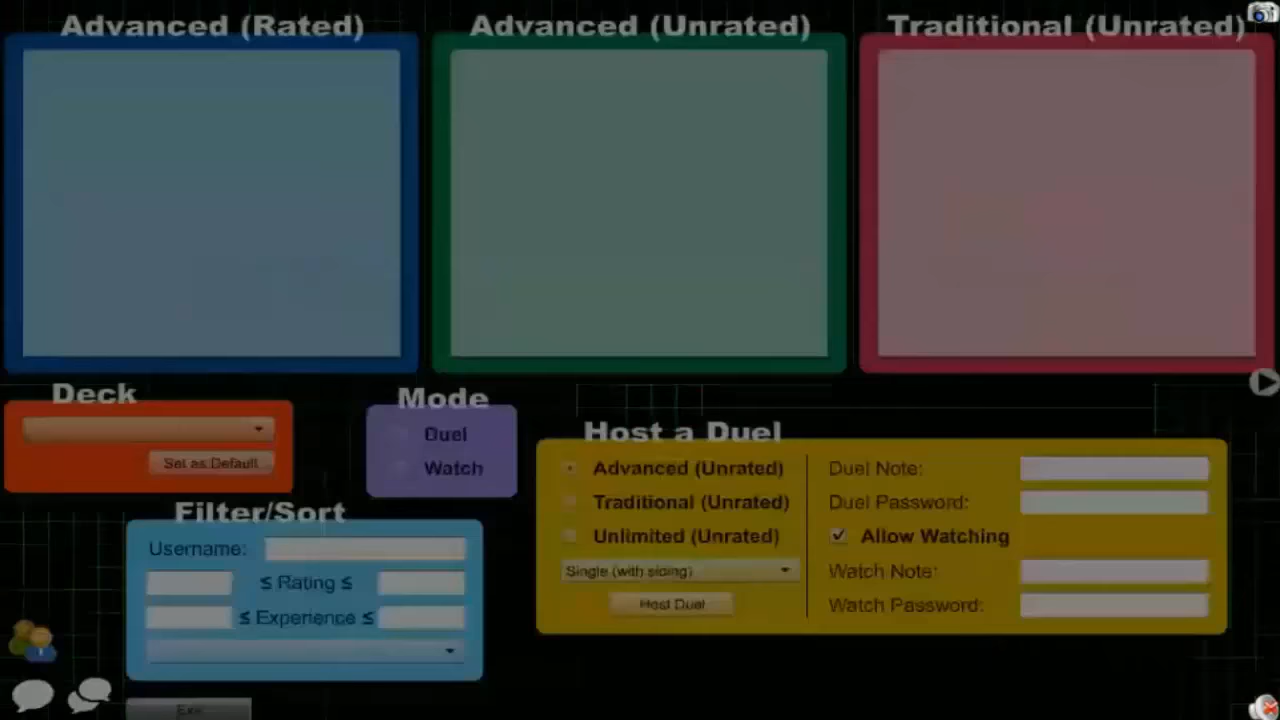 Advanced (Rated)
Advanced (Unrated)
Traditional (Unrated)
Deck
Set as Default
Mode
Duel
Watch
Host a Duel
Advanced (Unrated)
Traditional (Unrated)
Unlimited (Unrated)
Single (with siding)
Host Duel
Duel Note:
Duel Password:
Allow Watching
Watch Note:
Watch Password:
Filter/Sort
Username:
≤ Rating ≤
≤ Experience ≤
Exit